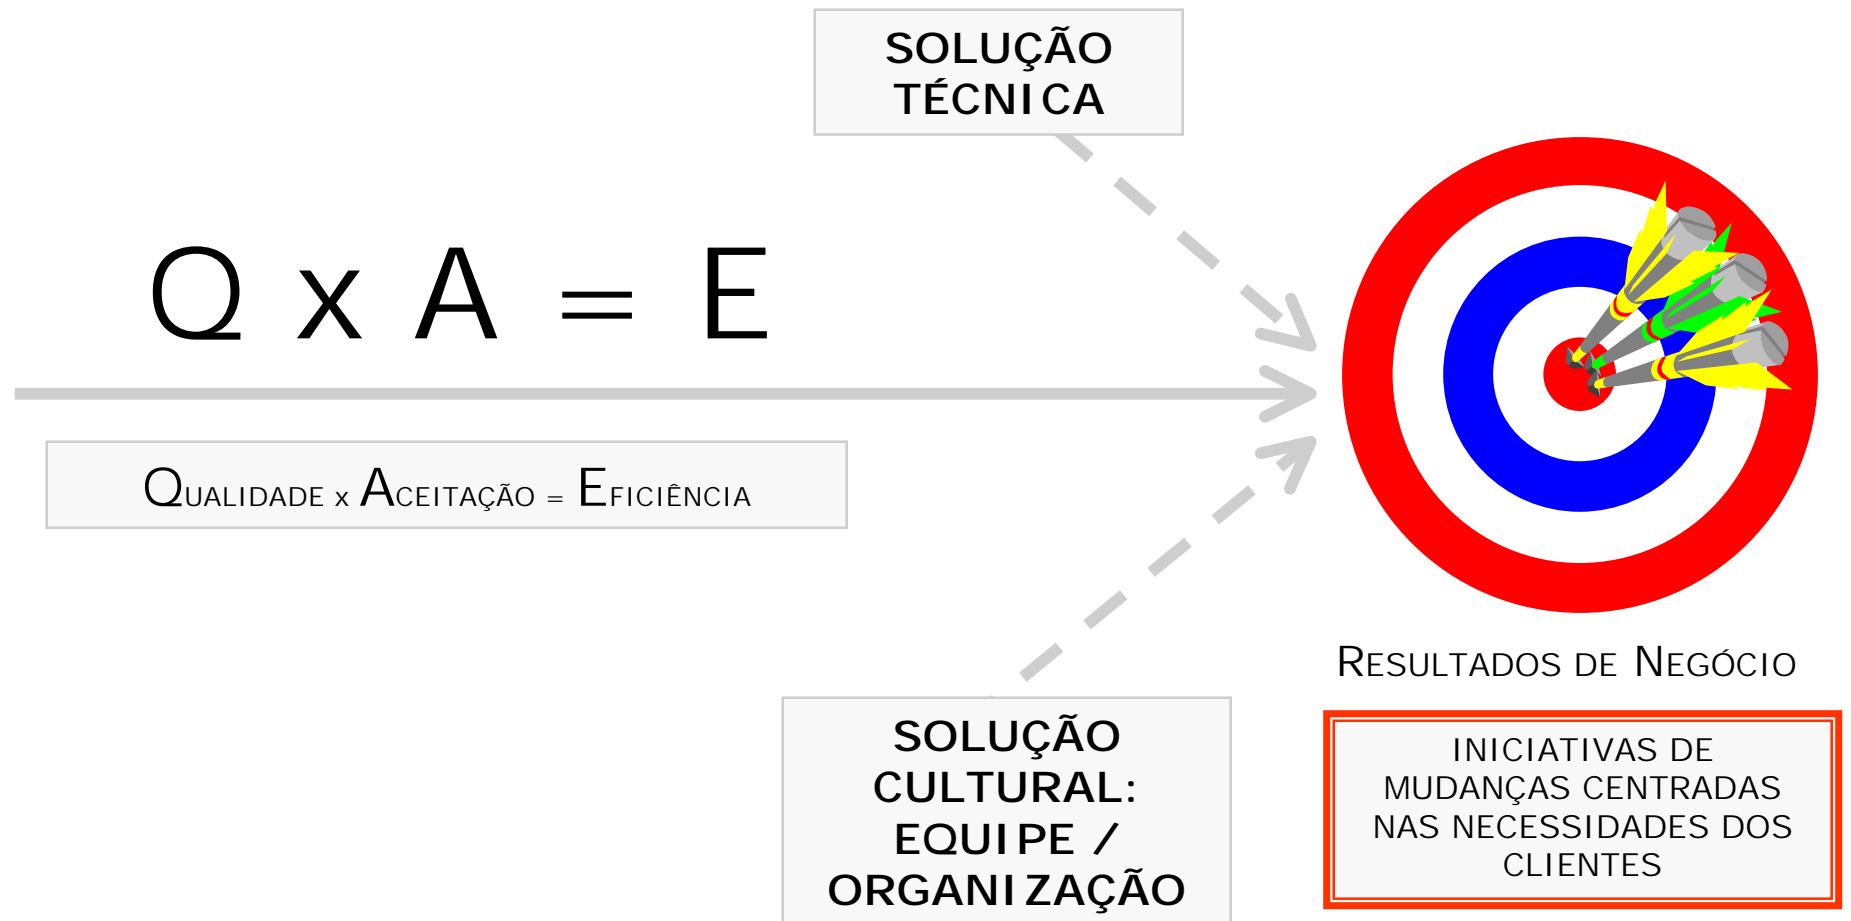 SOLUÇÃO
TÉCNICA
Q x A = E
QUALIDADE x ACEITAÇÃO = EFICIÊNCIA
RESULTADOS DE NEGÓCIO
SOLUÇÃO
CULTURAL:
EQUIPE /
ORGANIZAÇÃO
INICIATIVAS DE
MUDANÇAS CENTRADAS
NAS NECESSIDADES DOS
CLIENTES